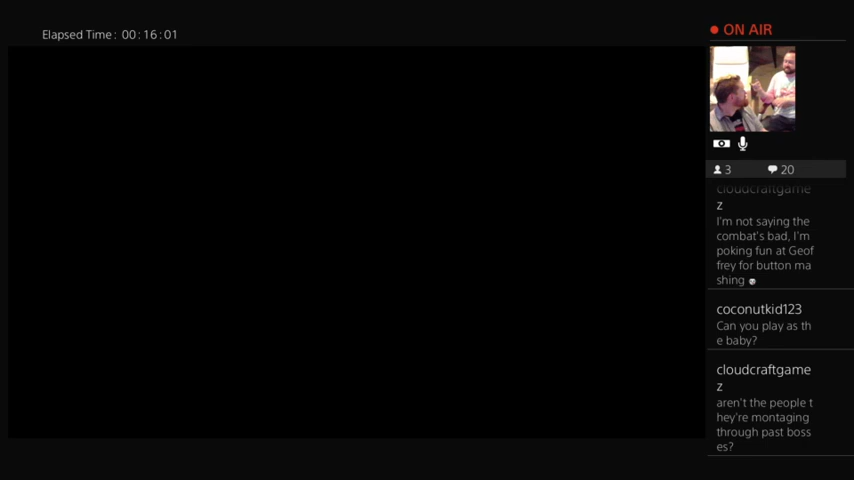 Elapsed Time: 00:16:01
ON AIR
3 20
cloudcraftgame
z
I'm not saying the
combat's bad, I'm
poking fun at Geof
frey for button ma
shing
coconutkid123
Can you play as th
e baby?
cloudcraftgame
z
aren't the people t
hey're montaging
through past boss
es?